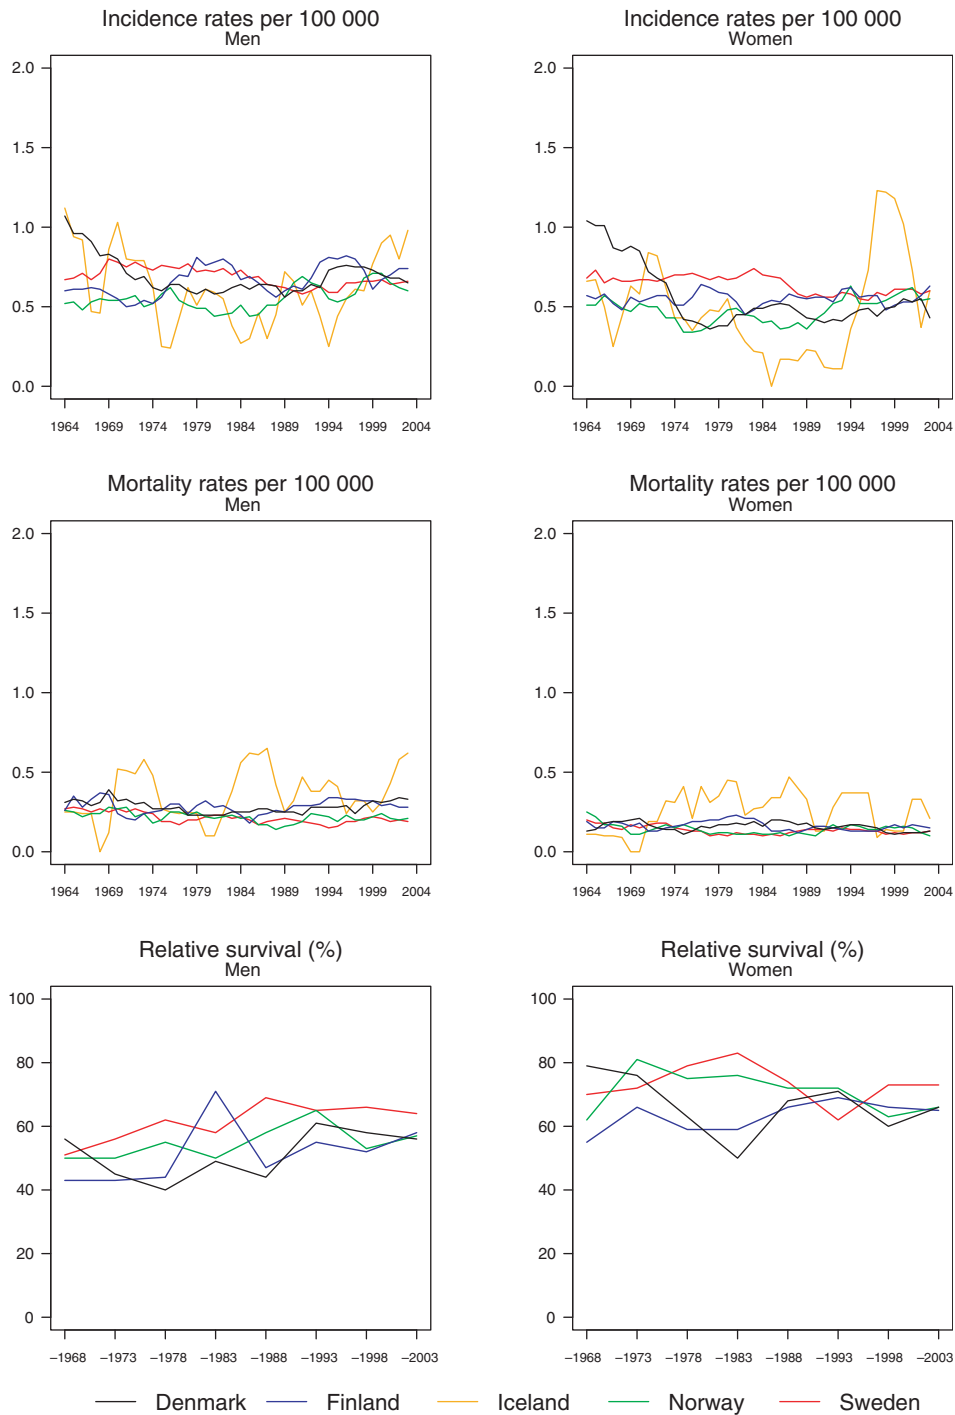 Incidence rates per 100 000 Incidence rates per 100 000
Men Women
2.0 2.0
1.5 1.5
1.0 1.0
0.5 0.5
0.0 0.0
1964 1969 1974 1979 1984 1989 1994 1999 2004 1964 1969 1974 1979 1984 1989 1994 1999 2004
Mortality rates per 100 000 Mortality rates per 100 000
Men Women
2.0 2.0
1.5 1.5
1.0 1.0
0.5 0.5
0.0 0.0
1964 1969 1974 1979 1984 1989 1994 1999 2004 1964 1969 1974 1979 1984 1989 1994 1999 2004
Relative survival (%) Relative survival (%)
Men Women
100 100
80 80
60 60
40 40
20 20
0 0
–1968 –1973 –1978 –1983 –1988 –1993 –1998 –2003 –1968 –1973 –1978 –1983 –1988 –1993 –1998 –2003
Denmark Finland Iceland Norway Sweden